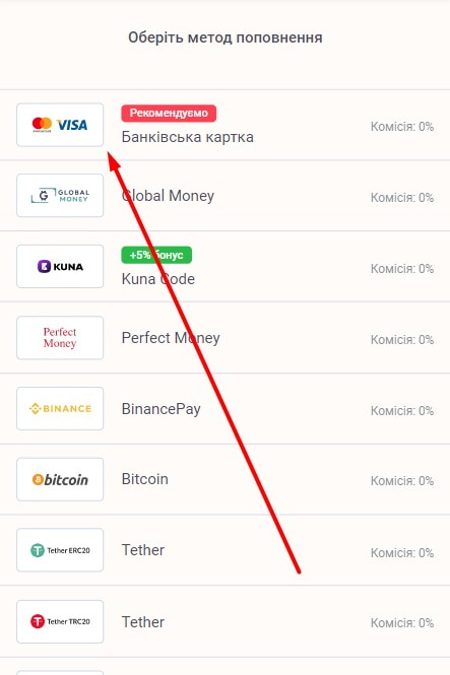 Оберіть метод поповнення
mastercard VISA
Рекомендуємо
Банківська картка
Комісія: 0%
GLOBAL
MONEY
Global Money
Комісія: 0%
KUNA
+5% бонус
Kuna Code
Комісія: 0%
Perfect
Money
Perfect Money
Комісія: 0%
BINANCE
BinancePay
Комісія: 0%
bitcoin
Bitcoin
Комісія: 0%
Tether ERC20
Tether
Комісія: 0%
Tether TRC20
Tether
Комісія: 0%